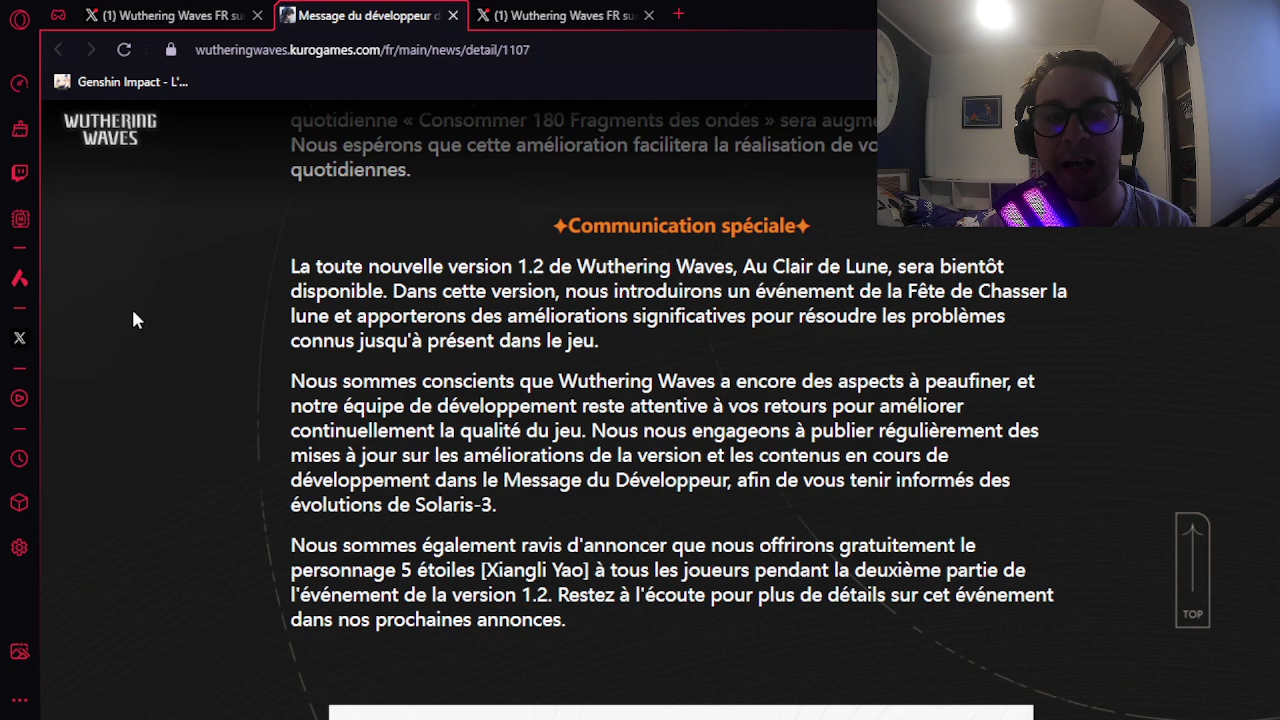 (1) Wuthering Waves FR su
Message du développeur d
(1) Wuthering Waves FR su
wutheringwaves.kurogames.com/fr/main/news/detail/1107
Genshin Impact - L'...
WUTHERING
WAVES
quotidienne « Consommer 180 Fragments des ondes » sera augme
Nous espérons que cette amélioration facilitera la réalisation de vo
quotidiennes.
✦Communication spéciale✦
La toute nouvelle version 1.2 de Wuthering Waves, Au Clair de Lune, sera bientôt
disponible. Dans cette version, nous introduirons un événement de la Fête de Chasser la
lune et apporterons des améliorations significatives pour résoudre les problèmes
connus jusqu'à présent dans le jeu.
Nous sommes conscients que Wuthering Waves a encore des aspects à peaufiner, et
notre équipe de développement reste attentive à vos retours pour améliorer
continuellement la qualité du jeu. Nous nous engageons à publier régulièrement des
mises à jour sur les améliorations de la version et les contenus en cours de
développement dans le Message du Développeur, afin de vous tenir informés des
évolutions de Solaris-3.
Nous sommes également ravis d'annoncer que nous offrirons gratuitement le
personnage 5 étoiles [Xiangli Yao] à tous les joueurs pendant la deuxième partie de
l'événement de la version 1.2. Restez à l'écoute pour plus de détails sur cet événement
dans nos prochaines annonces.
TOP